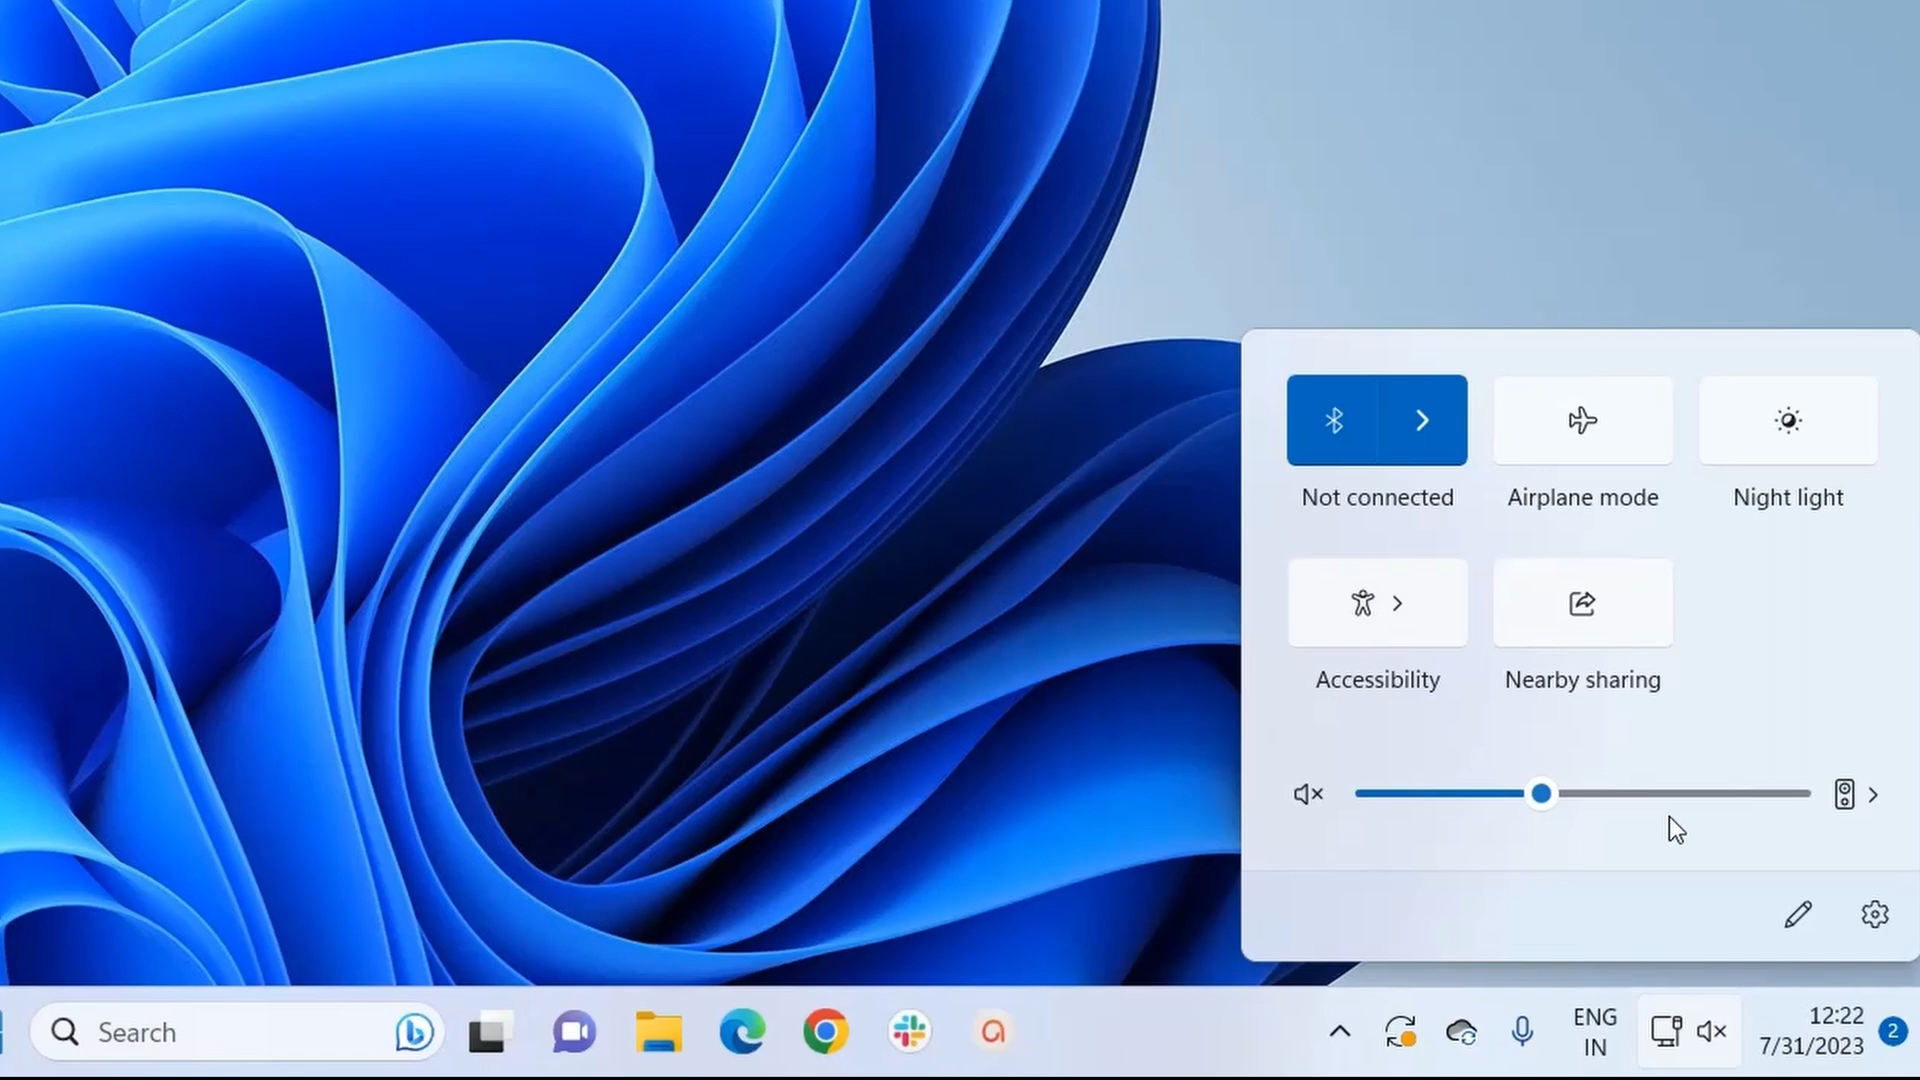 Not connected
Airplane mode
Night light
Accessibility
Nearby sharing
Search
ENG
IN
12:22
7/31/2023
2